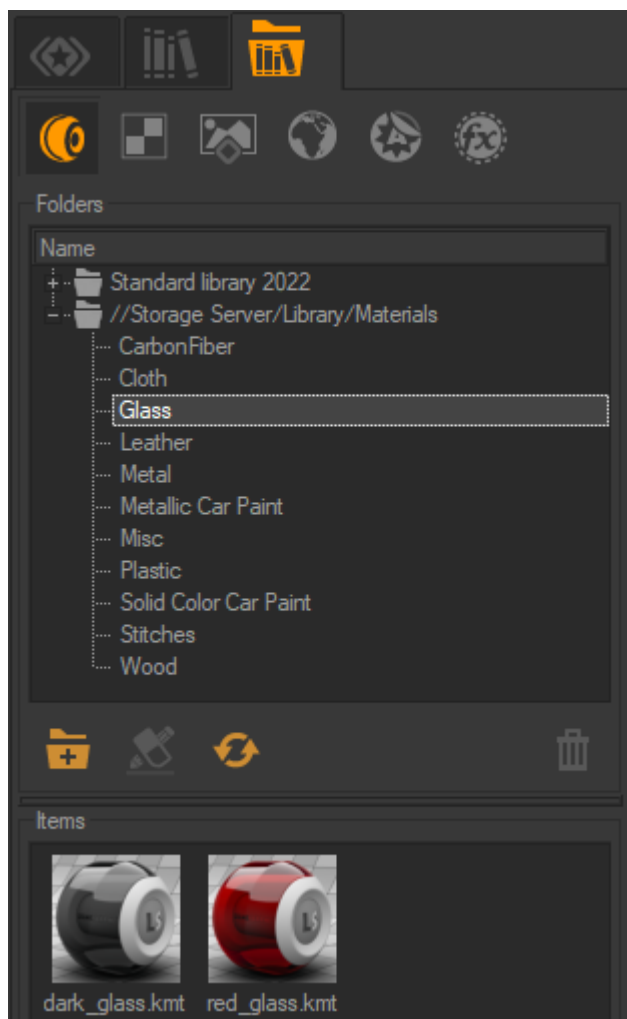 Folders
Name
Standard library 2022
//Storage Server/Library/Materials
CarbonFiber
Cloth
Glass
Leather
Metal
Metallic Car Paint
Misc
Plastic
Solid Color Car Paint
Stitches
Wood
Items
dark_glass.kmt red_glass.kmt